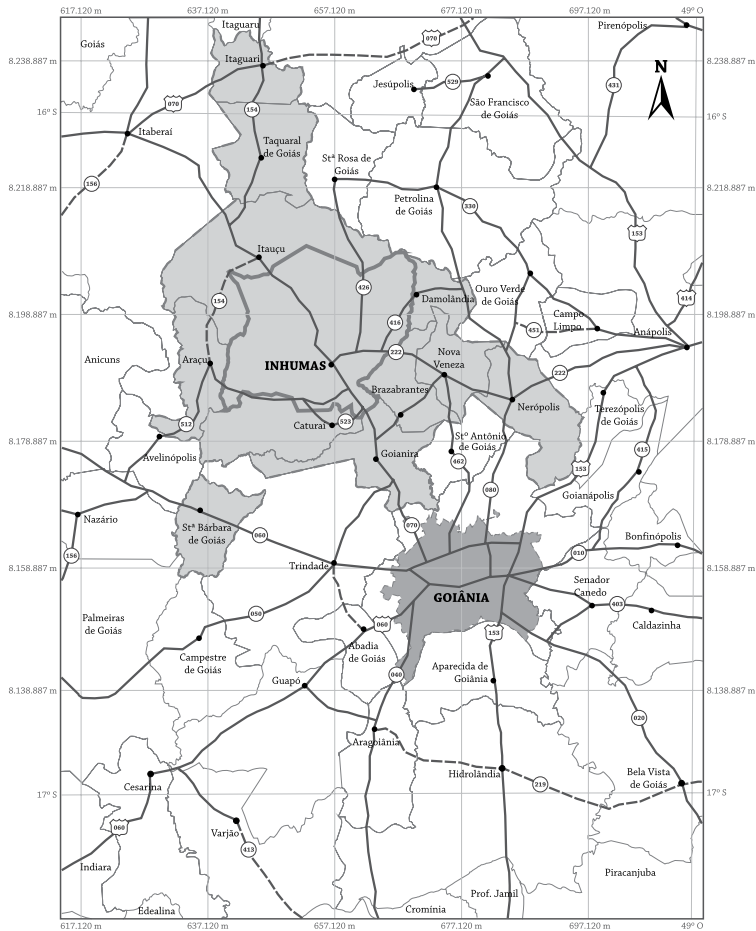 617.120 m
637.120 m
657.120 m
677.120 m
697.120 m
49º O
Itaguaru
Pirenópolis
Goiás
070
8.238.887 m
Itaguari
8.238.887 m
N
Jesúpolis
529
431
070
154
São Francisco
de Goiás
16º S
16º S
Itaberaí
Taquaral
de Goiás
Stª Rosa de
Goiás
156
8.218.887 m
8.218.887 m
Petrolina
de Goiás
330
153
Itauçu
426
Ouro Verde
de Goiás
154
Damolândia
414
8.198.887 m
8.198.887 m
416
Campo
Limpo
451
Anápolis
Anicuns
Araçu
INHUMAS
222
Nova
Veneza
222
Brazabrantes
Nerópolis
Terezópolis
de Goiás
512
Caturaí
523
8.178.887 m
8.178.887 m
Avelinópolis
Goianira
Stº Antônio
de Goiás
462
153
415
080
Goianápolis
Nazário
Stª Bárbara
de Goiás
060
070
156
010
Bonfinópolis
8.158.887 m
8.158.887 m
Trindade
GOIÂNIA
Senador
Canedo
403
Caldazinha
Palmeiras
de Goiás
050
060
153
Abadia
de Goiás
Campestre
de Goiás
Guapó
040
Aparecida de
Goiânia
8.138.887 m
8.138.887 m
020
Aragoiânia
Cesarina
Hidrolândia
219
Bela Vista
de Goiás
17º S
17º S
060
Varjão
413
Indiara
Piracanjuba
Edealina
Cromínia
Prof. Jamil
617.120 m
637.120 m
657.120 m
677.120 m
697.120 m
49º O